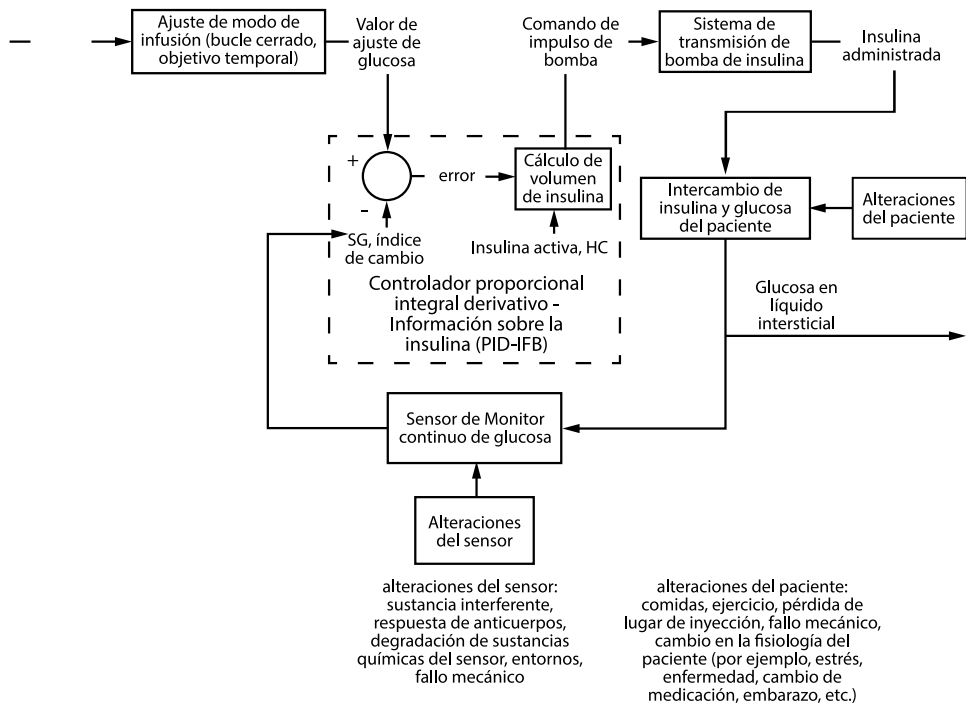 Ajuste de modo de
infusión (bucle cerrado,
objetivo temporal)
Valor de
ajuste de
glucosa
Comando de
impulso de
bomba
Sistema de
transmisión de
bomba de insulina
Insulina
administrada
+
-
error
Cálculo de
volumen
de insulina
SG, índice
de cambio
Insulina activa, HC
Controlador proporcional
integral derivativo -
Información sobre la
insulina (PID-IFB)
Intercambio de
insulina y glucosa
del paciente
Alteraciones
del paciente
Glucosa en
líquido
intersticial
Sensor de Monitor
continuo de glucosa
Alteraciones
del sensor
alteraciones del sensor:
sustancia interferente,
respuesta de anticuerpos,
degradación de sustancias
químicas del sensor, entornos,
fallo mecánico
alteraciones del paciente:
comidas, ejercicio, pérdida de
lugar de inyección, fallo mecánico,
cambio en la fisiología del
paciente (por ejemplo, estrés,
enfermedad, cambio de
medicación, embarazo, etc.)